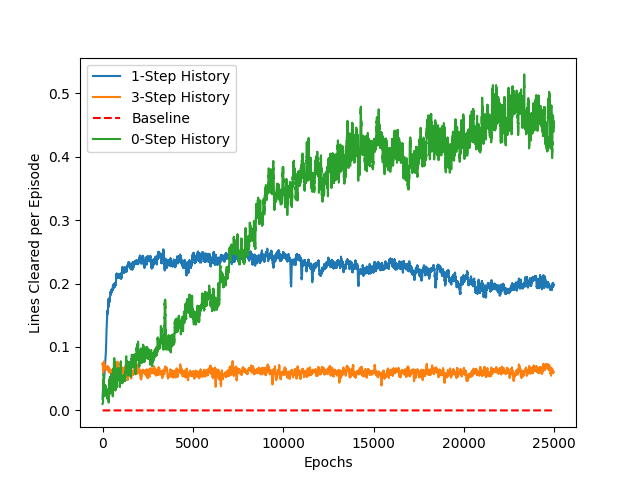 1-Step History
3-Step History
Baseline
0-Step History
Lines Cleared per Episode
0.5
0.4
0.3
0.2
0.1
0.0
0 5000 10000 15000 20000 25000
Epochs